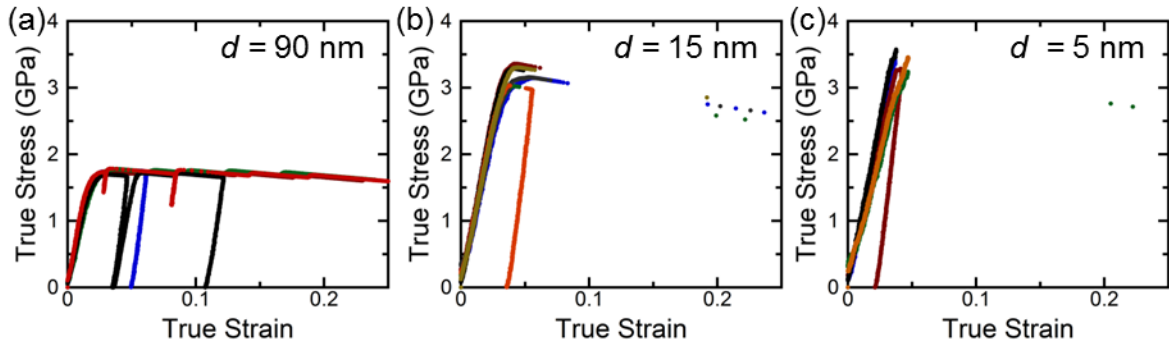 (a)
d = 90 nm
True Stress (GPa)
4
3
2
1
0
0
0.1
0.2
True Strain
(b)
d = 15 nm
True Stress (GPa)
4
3
2
1
0
0
0.1
0.2
True Strain
(c)
d = 5 nm
True Stress (GPa)
4
3
2
1
0
0
0.1
0.2
True Strain